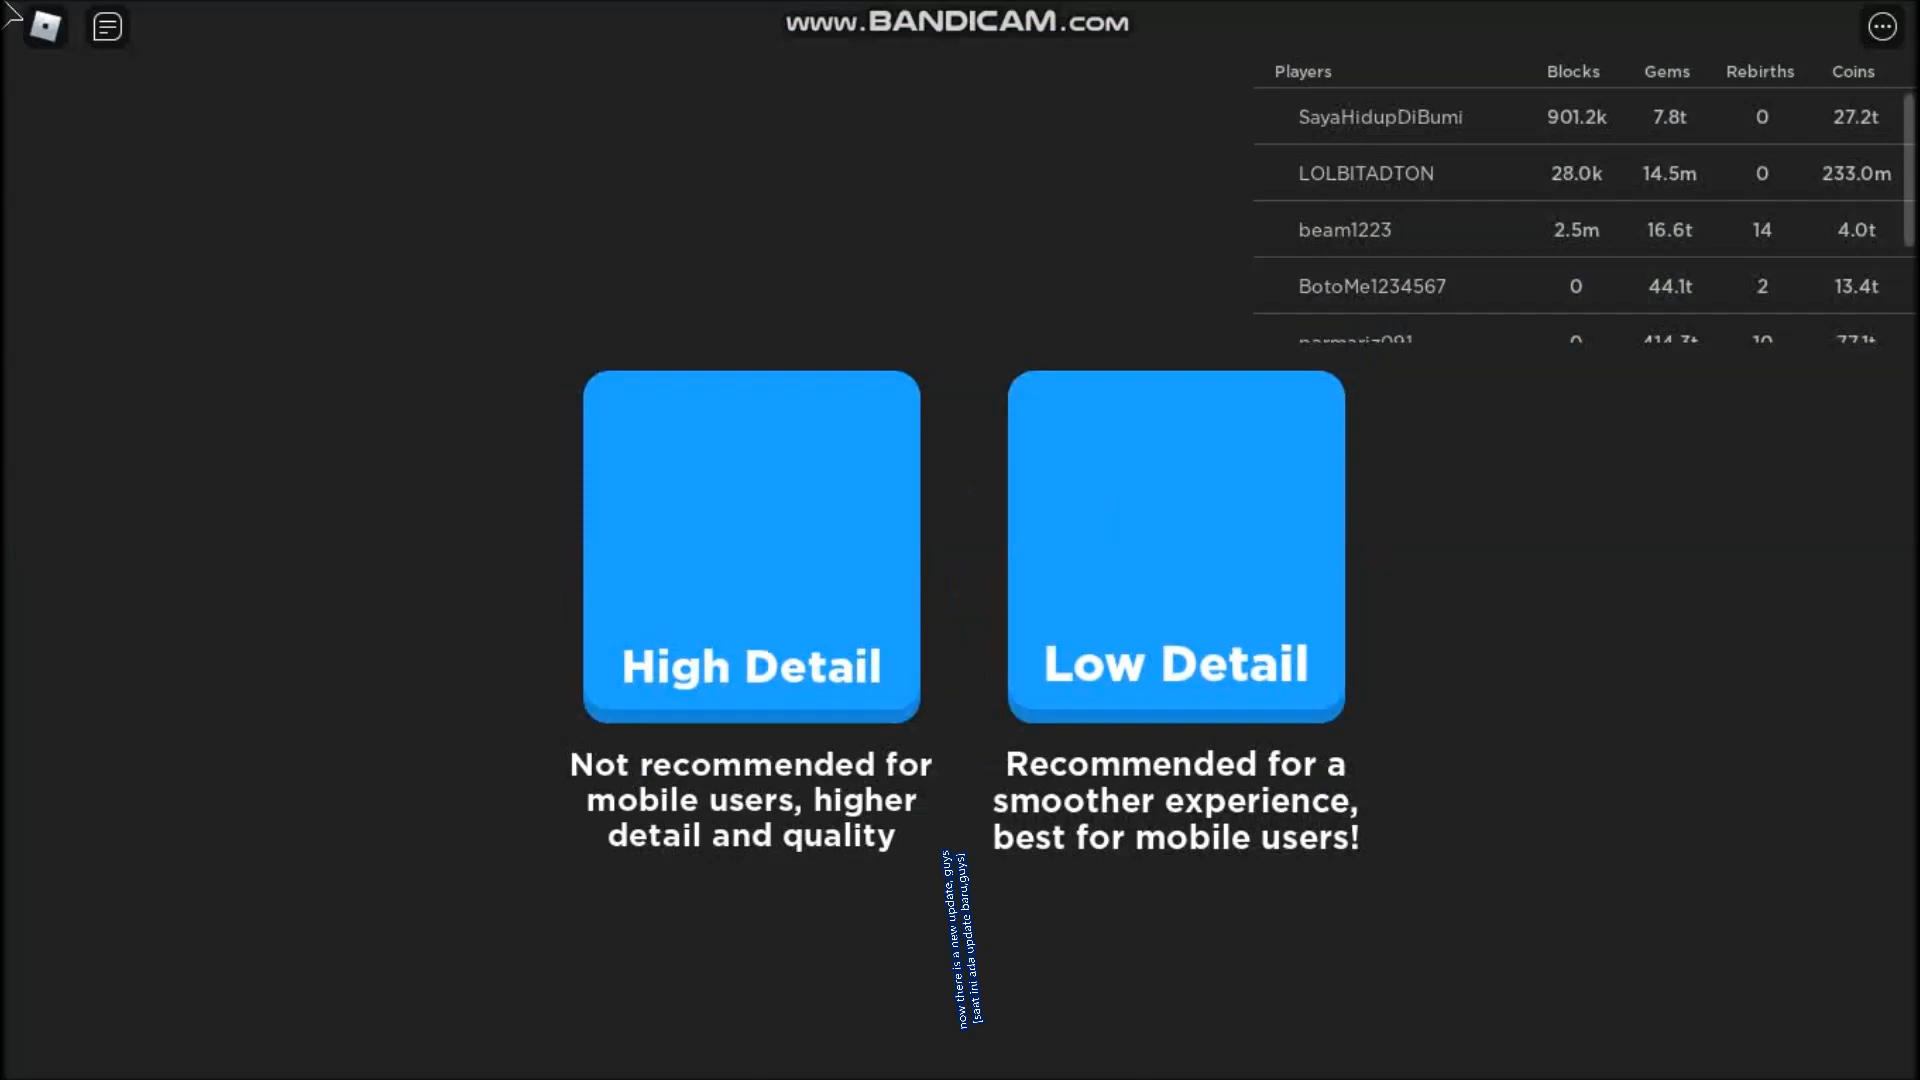 www.BANDICAM.com
Players Blocks Gems Rebirths Coins
SayaHidupDiBumi 901.2k 7.8t 0 27.2t
LOLBITADTON 28.0k 14.5m 0 233.0m
beam1223 2.5m 16.6t 14 4.0t
BotoMe1234567 0 44.1t 2 13.4t
High Detail
Not recommended for
mobile users, higher
detail and quality
Low Detail
Recommended for a
smoother experience,
best for mobile users!
now there is a new update, guys
[saat ini ada update baru,guys]